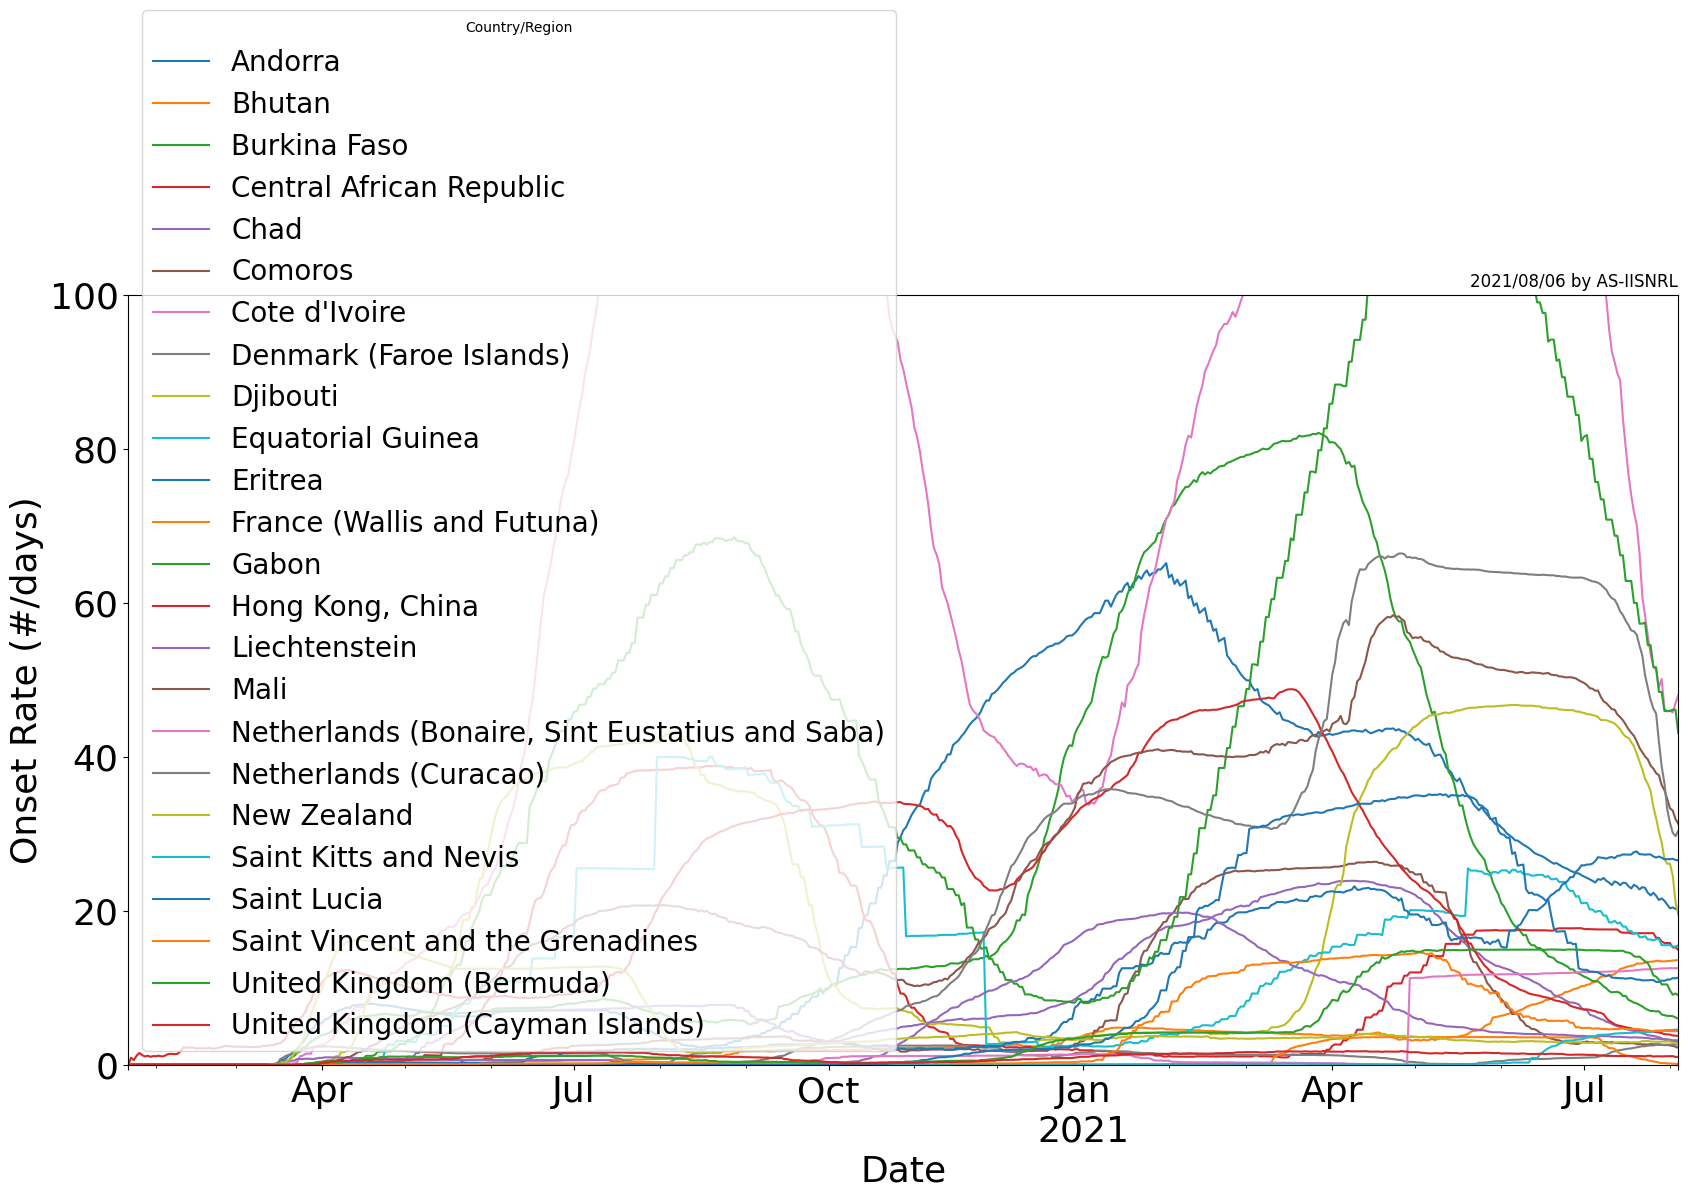 Country/Region
Andorra
Bhutan
Burkina Faso
Central African Republic
Chad
Comoros
Cote d'Ivoire
Denmark (Faroe Islands)
Djibouti
Equatorial Guinea
Eritrea
France (Wallis and Futuna)
Gabon
Hong Kong, China
Liechtenstein
Mali
Netherlands (Bonaire, Sint Eustatius and Saba)
Netherlands (Curacao)
New Zealand
Saint Kitts and Nevis
Saint Lucia
Saint Vincent and the Grenadines
United Kingdom (Bermuda)
United Kingdom (Cayman Islands)
2021/08/06 by AS-IISNRL
Onset Rate (#/days)
100
80
60
40
20
0
Apr
Jul
Oct
Jan
2021
Apr
Jul
Date